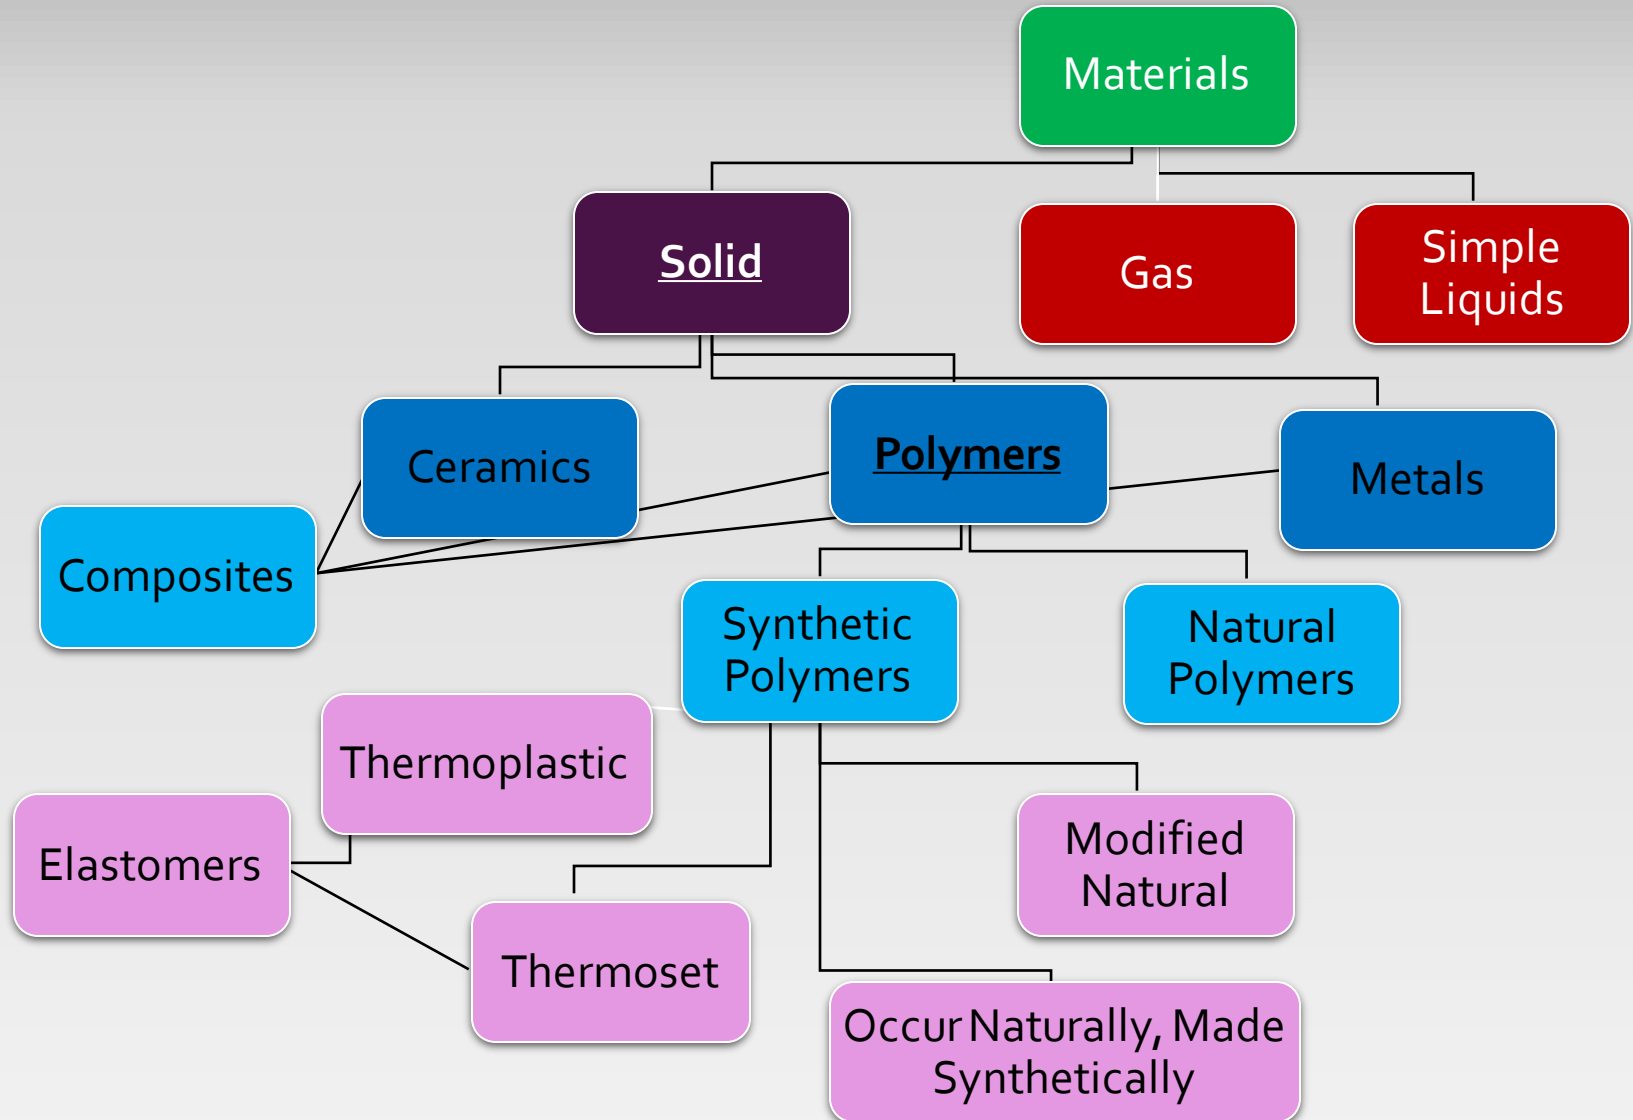 Materials
Solid
Gas
Simple
Liquids
Ceramics
Polymers
Metals
Composites
Synthetic
Polymers
Natural
Polymers
Thermoplastic
Elastomers
Modified
Natural
Thermoset
Occur Naturally, Made
Synthetically